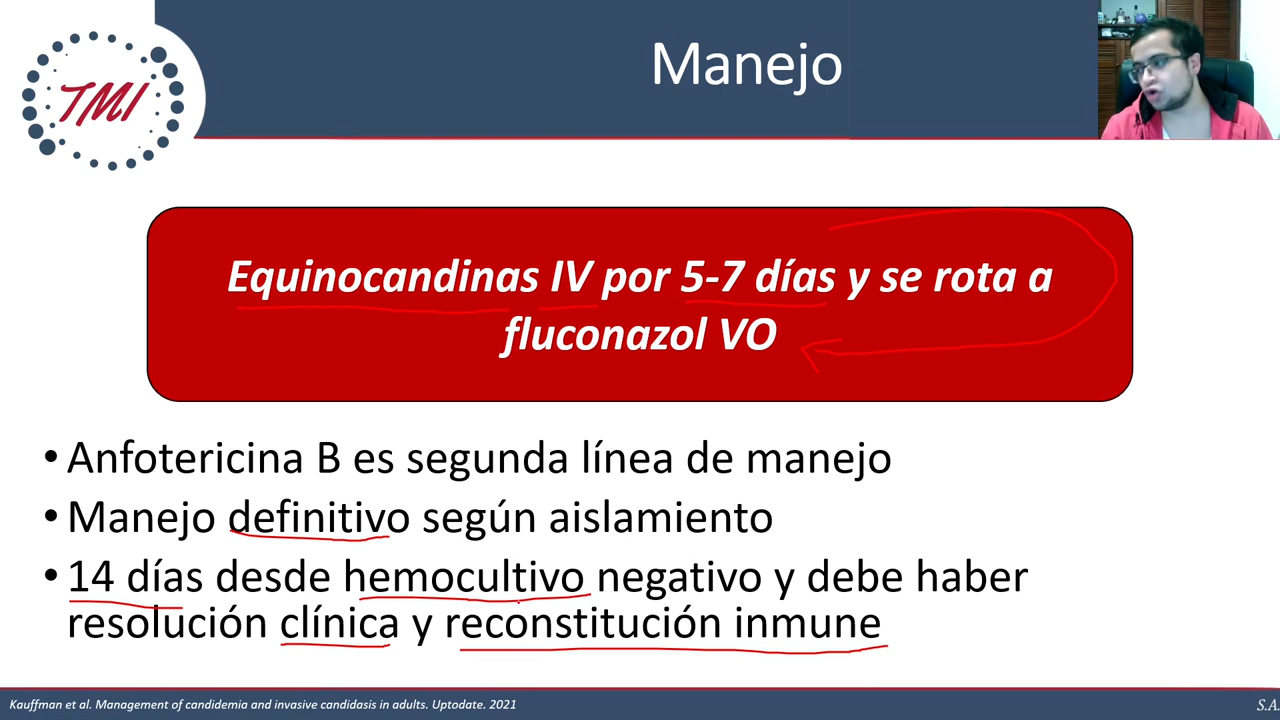 Manejo
TMI
Equinocandinas IV por 5-7 días y se rota a
fluconazol VO
• Anfotericina B es segunda línea de manejo
• Manejo definitivo según aislamiento
• 14 días desde hemocultivo negativo y debe haber
resolución clínica y reconstitución inmune
Kauffman et al. Management of candidemia and invasive candidasis in adults. Uptodate. 2021
S.A.